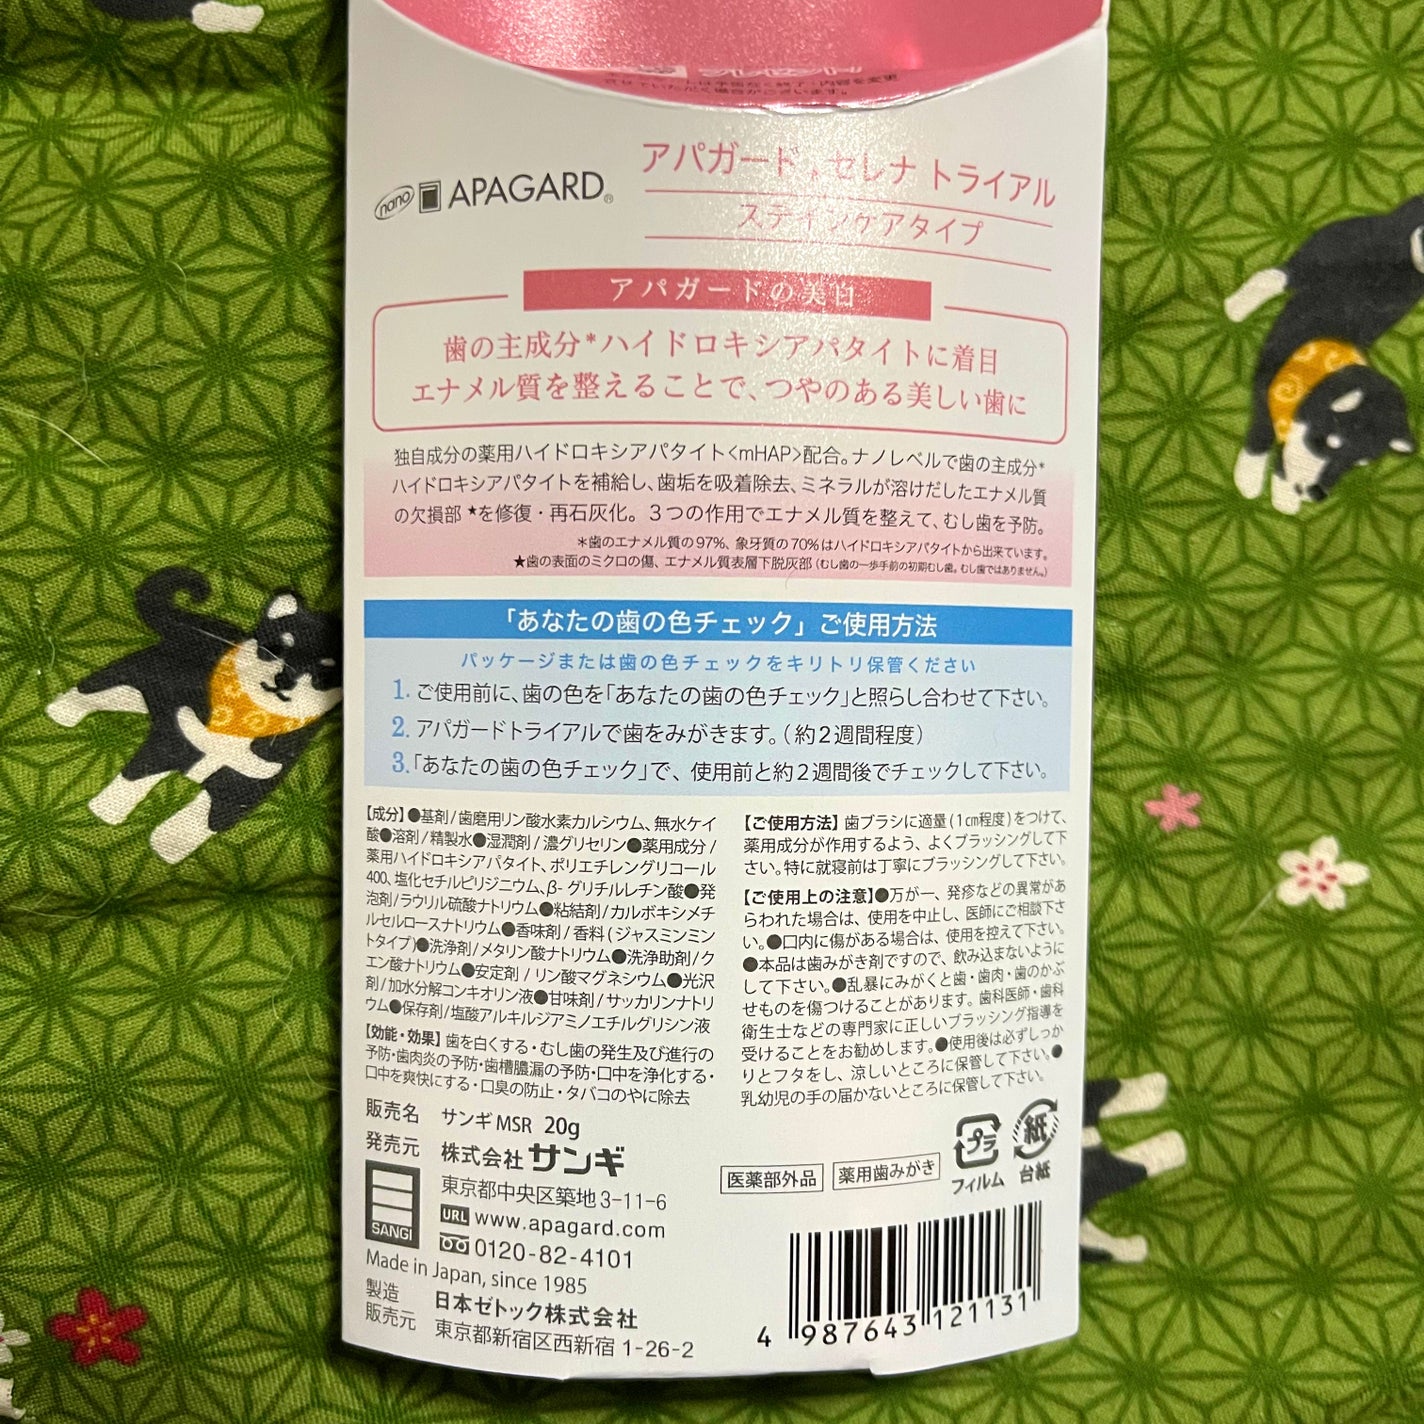 させていただく場合がございます。
nano APAGARD®
アパガード® セレナ トライアル
ステインケアタイプ
アパガードの美白
歯の主成分*ハイドロキシアパタイトに着目
エナメル質を整えることで、つやのある美しい歯に
独自成分の薬用ハイドロキシアパタイト<mHAP>配合。ナノレベルで歯の主成分*
ハイドロキシアパタイトを補給し、歯垢を吸着除去、ミネラルが溶けだしたエナメル質
の欠損部★を修復・再石灰化。3つの作用でエナメル質を整えて、むし歯を予防。
*歯のエナメル質の97%、象牙質の70%はハイドロキシアパタイトから出来ています。
★歯の表面のミクロの傷、エナメル質表層下脱灰部(むし歯の一歩手前の初期むし歯。むし歯ではありません。)
「あなたの歯の色チェック」ご使用方法
パッケージまたは歯の色チェックをキリトリ保管ください
1. ご使用前に、歯の色を「あなたの歯の色チェック」と照らし合わせて下さい。
2. アパガードトライアルで歯をみがきます。(約2週間程度)
3. 「あなたの歯の色チェック」で、使用前と約2週間後でチェックして下さい。
【成分】●基剤/歯磨用リン酸水素カルシウム、無水ケイ
酸●溶剤/精製水●湿潤剤/濃グリセリン●薬用成分/
薬用ハイドロキシアパタイト、ポリエチレングリコール
400、塩化セチルピリジニウム、β-グリチルレチン酸●発
泡剤/ラウリル硫酸ナトリウム●粘結剤/カルボキシメチ
ルセルロースナトリウム●香味剤/香料(ジャスミンミン
トタイプ)●洗浄剤/メタリン酸ナトリウム●洗浄助剤/ク
エン酸ナトリウム●安定剤/リン酸マグネシウム●光沢
剤/加水分解コンキオリン液●甘味剤/サッカリンナトリ
ウム●保存剤/塩酸アルキルジアミノエチルグリシン液
【効能・効果】歯を白くする・むし歯の発生及び進行の
予防・歯肉炎の予防・歯槽膿漏の予防・口中を浄化する・
口中を爽快にする・口臭の防止・タバコのやに除去
【ご使用方法】歯ブラシに適量(1cm程度)をつけて、
薬用成分が作用するよう、よくブラッシングして下
さい。特に就寝前は丁寧にブラッシングして下さい。
【ご使用上の注意】●万が一、発疹などの異常があ
らわれた場合は、使用を中止し、医師にご相談下さ
い。●口内に傷がある場合は、使用を控えて下さい。
●本品は歯みがき剤ですので、飲み込まないように
して下さい。●乱暴にみがくと歯・歯肉・歯のかぶ
せものを傷つけることがあります。歯科医師・歯科
衛生士などの専門家に正しいブラッシング指導を
受けることをお勧めします。●使用後は必ずしっか
りとフタをし、涼しいところに保管して下さい。●
乳幼児の手の届かないところに保管して下さい。
販売名 サンギMSR 20g
発売元 株式会社サンギ
東京都中央区築地3-11-6
URL www.apagard.com
0120-82-4101
SANGI
Made in Japan, since 1985
製造
販売元
日本ゼトック株式会社
東京都新宿区西新宿1-26-2
医薬部外品 薬用歯みがき
プラ 紙
フィルム 台紙
4 987643 121131